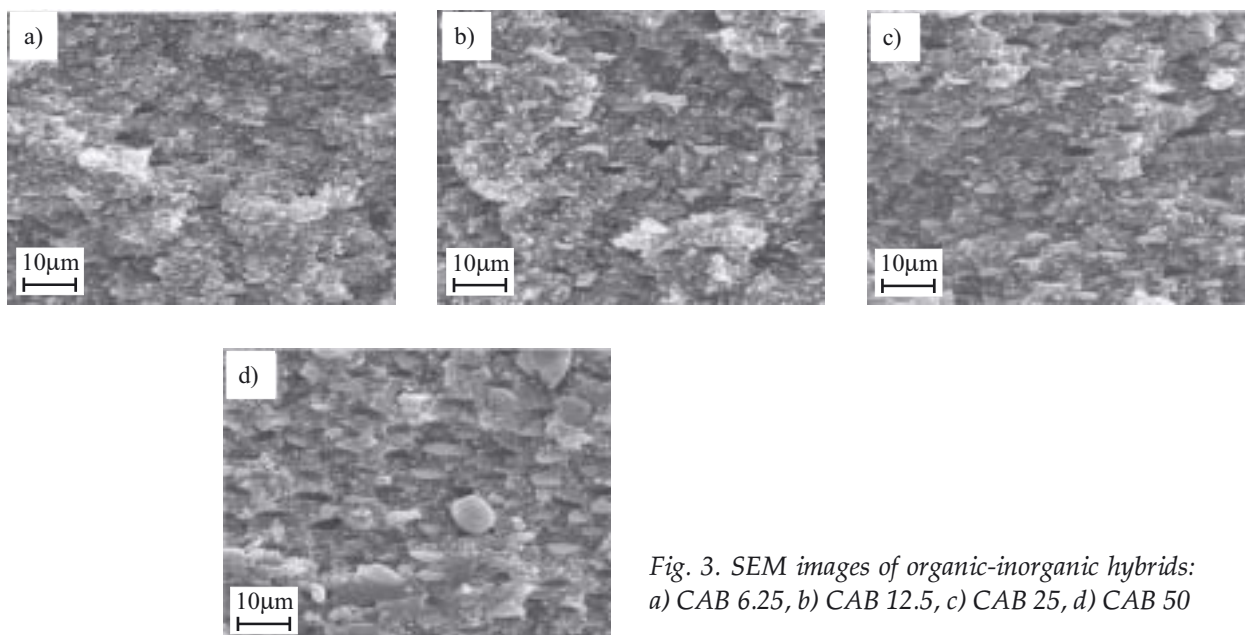 a)
b)
c)
10μm
10μm
10μm
d)
10μm
Fig. 3. SEM images of organic-inorganic hybrids:
a) CAB 6.25, b) CAB 12.5, c) CAB 25, d) CAB 50